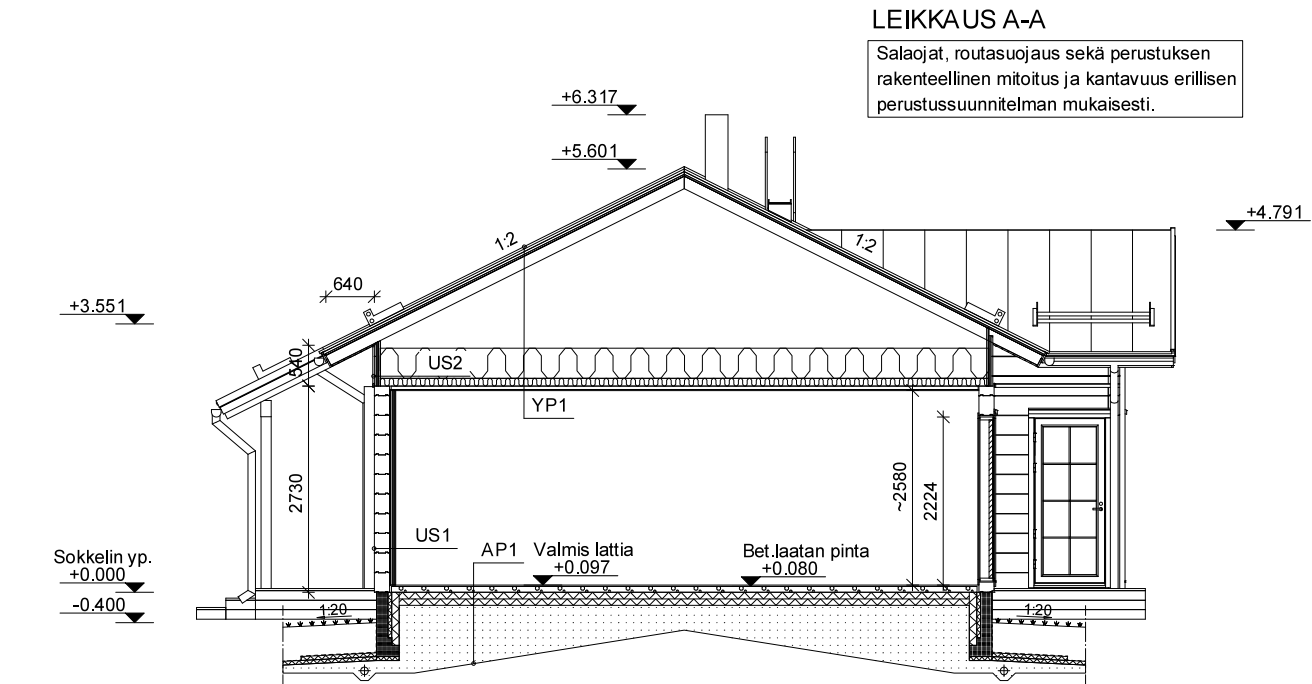 LEIKKAUS A-A
Salaojat, routasuojaus sekä perustuksen
rakenteellinen mitoitus ja kantavuus erillisen
perustussuunnitelman mukaisesti.
+6.317
+5.601
+4.791
1:2
1:2
640
+3.551
540
US2
YP1
2730
~2580
2224
US1
AP1
Valmis lattia
+0.097
Bet.laatan pinta
+0.080
Sokkelin yp.
+0.000
-0.400
1:20
1:20